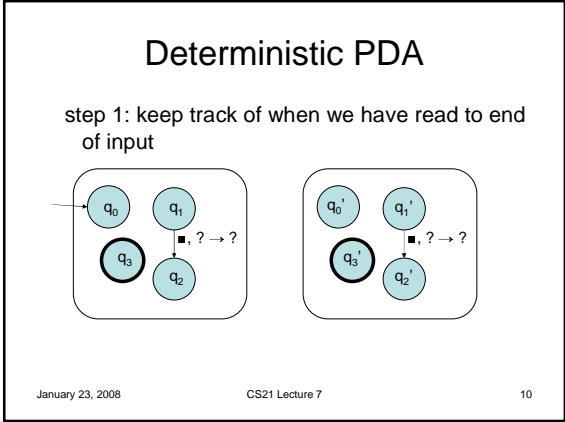 Deterministic PDA
step 1: keep track of when we have read to end
of input
q0 q1
■, ? → ?
q3
q2
q0’ q1’
■, ? → ?
q3’
q2’
January 23, 2008 CS21 Lecture 7 10